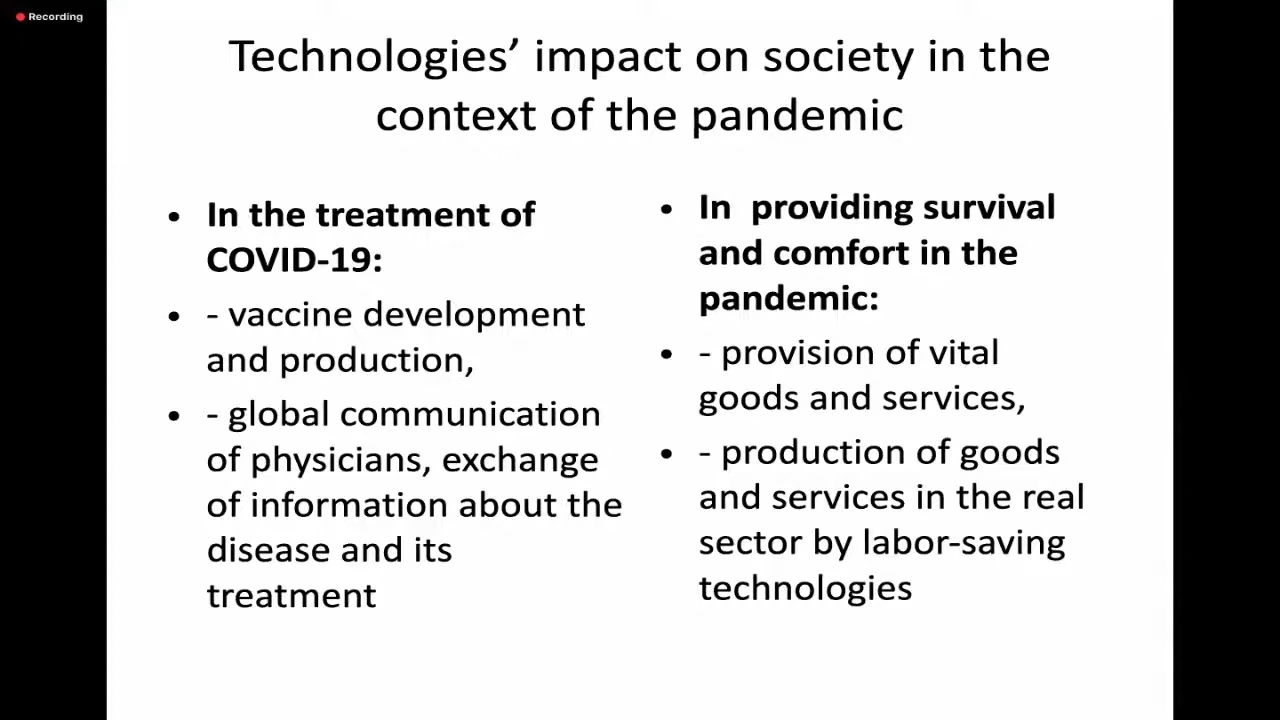 Recording
Technologies’ impact on society in the
context of the pandemic
• In the treatment of
COVID-19:
• - vaccine development
and production,
• - global communication
of physicians, exchange
of information about the
disease and its
treatment
• In  providing survival
and comfort in the
pandemic:
• - provision of vital
goods and services,
• - production of goods
and services in the real
sector by labor-saving
technologies